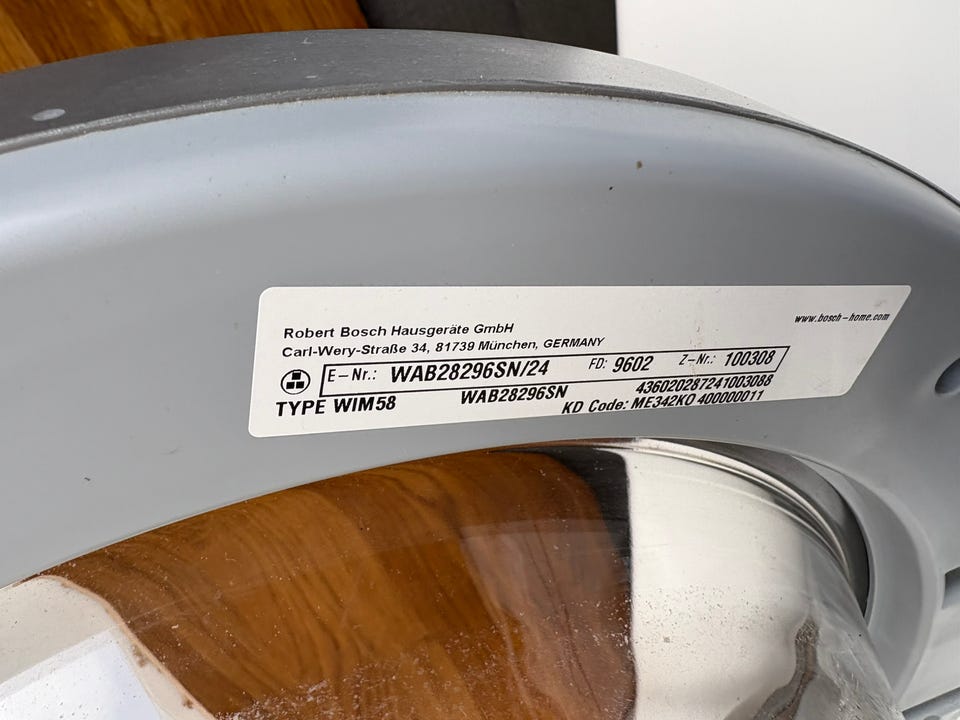 Robert Bosch Hausgeräte GmbH
www.bosch-home.com
Carl-Wery-Straße 34, 81739 München, GERMANY
E-Nr.: WAB28296SN/24 FD: 9602 Z-Nr.: 100308
TYPE WIM58 WAB28296SN 436020287241003088
KD Code: ME342KO 400000011